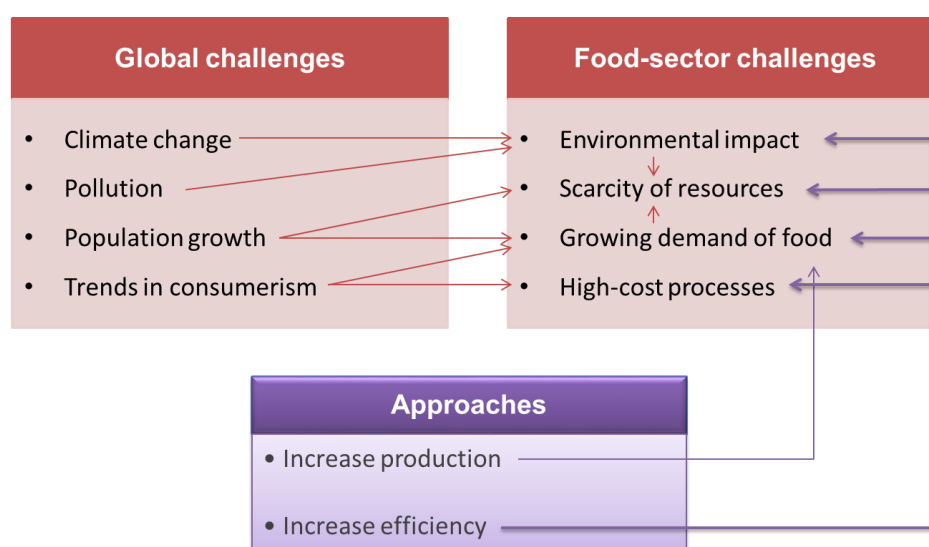 Global challenges
• Climate change
• Pollution
• Population growth
• Trends in consumerism
Food-sector challenges
• Environmental impact
• Scarcity of resources
• Growing demand of food
• High-cost processes
Approaches
• Increase production
• Increase efficiency